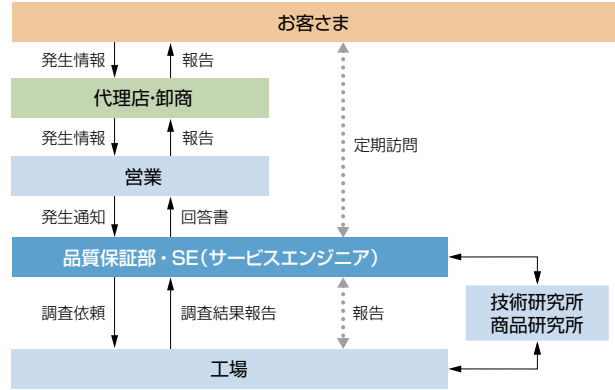 お客さま
発生情報
報告
代理店・卸商
発生情報
報告
定期訪問
営業
発生通知
回答書
品質保証部・SE(サービスエンジニア)
調査依頼
調査結果報告
報告
技術研究所
商品研究所
工場